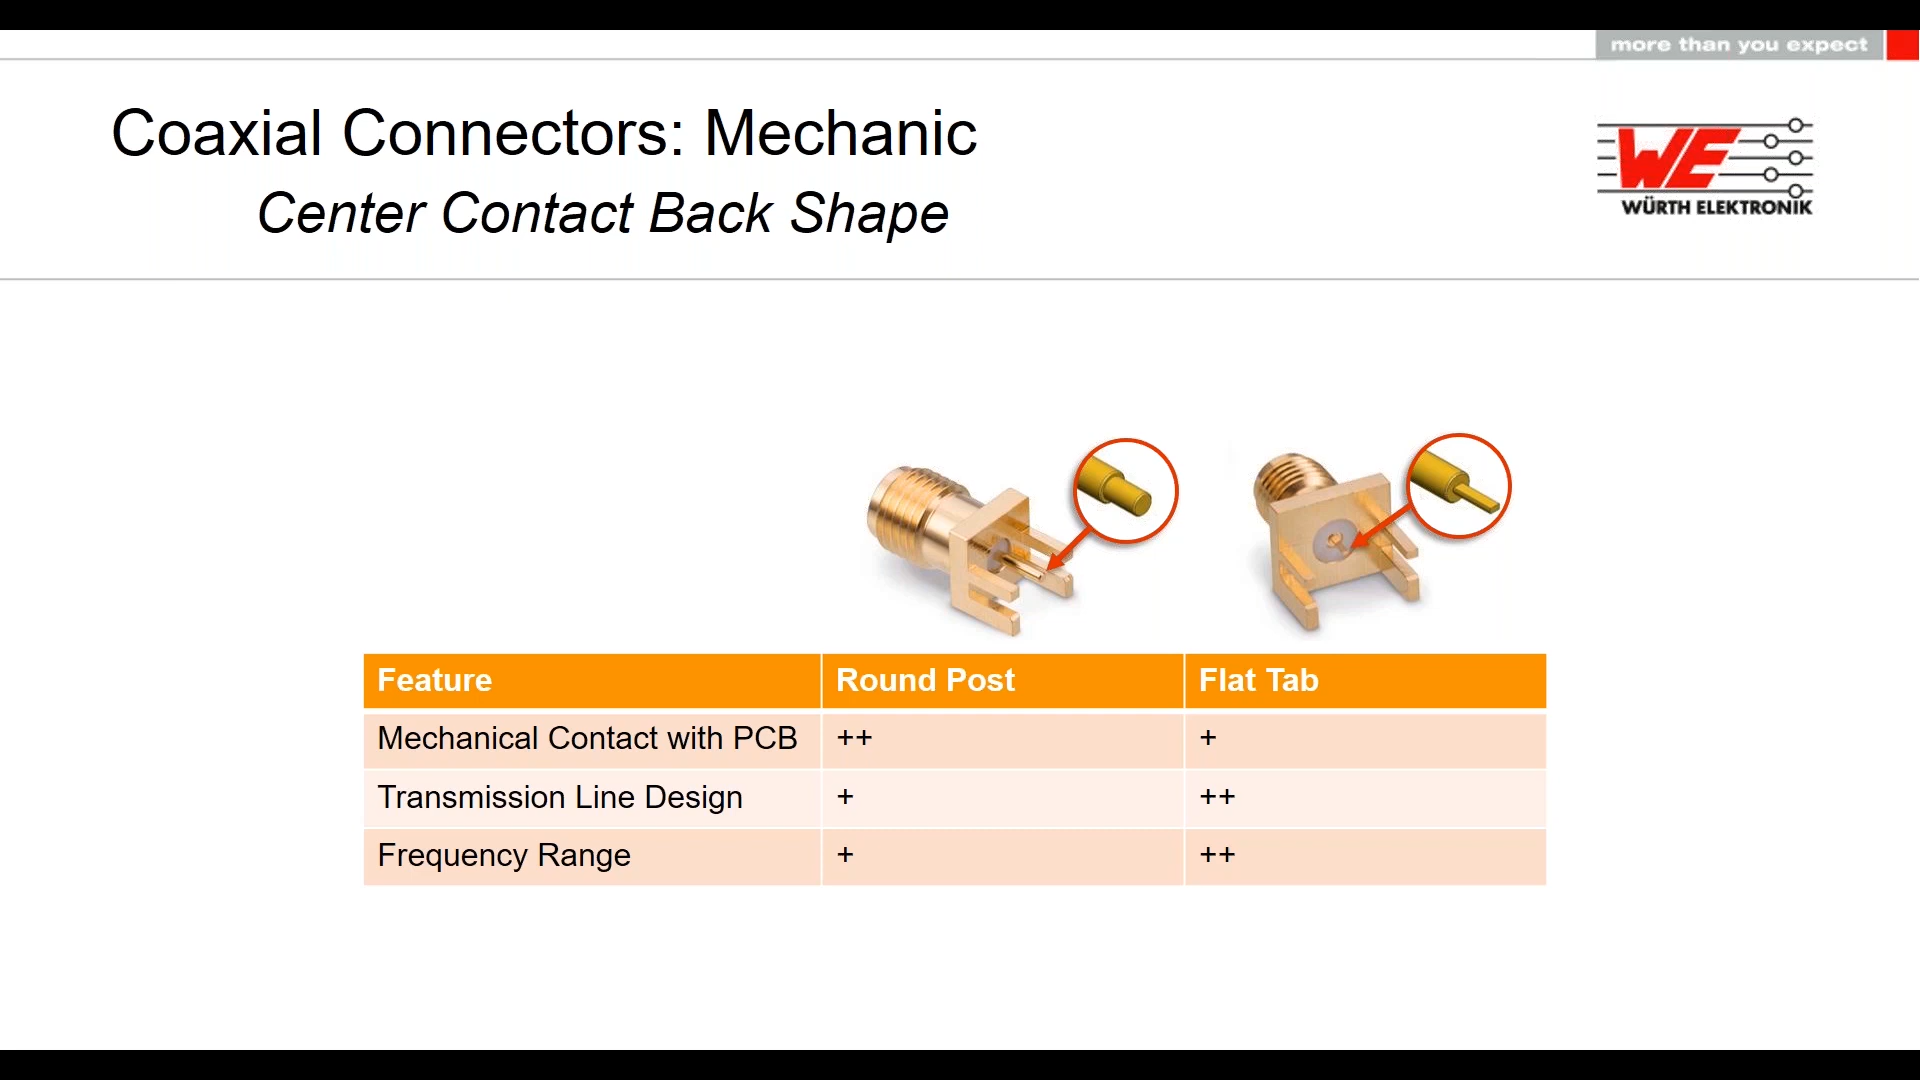 more than you expect
Coaxial Connectors: Mechanic
Center Contact Back Shape
WE
WÜRTH ELEKTRONIK
Feature Round Post Flat Tab
Mechanical Contact with PCB ++ +
Transmission Line Design + ++
Frequency Range + ++